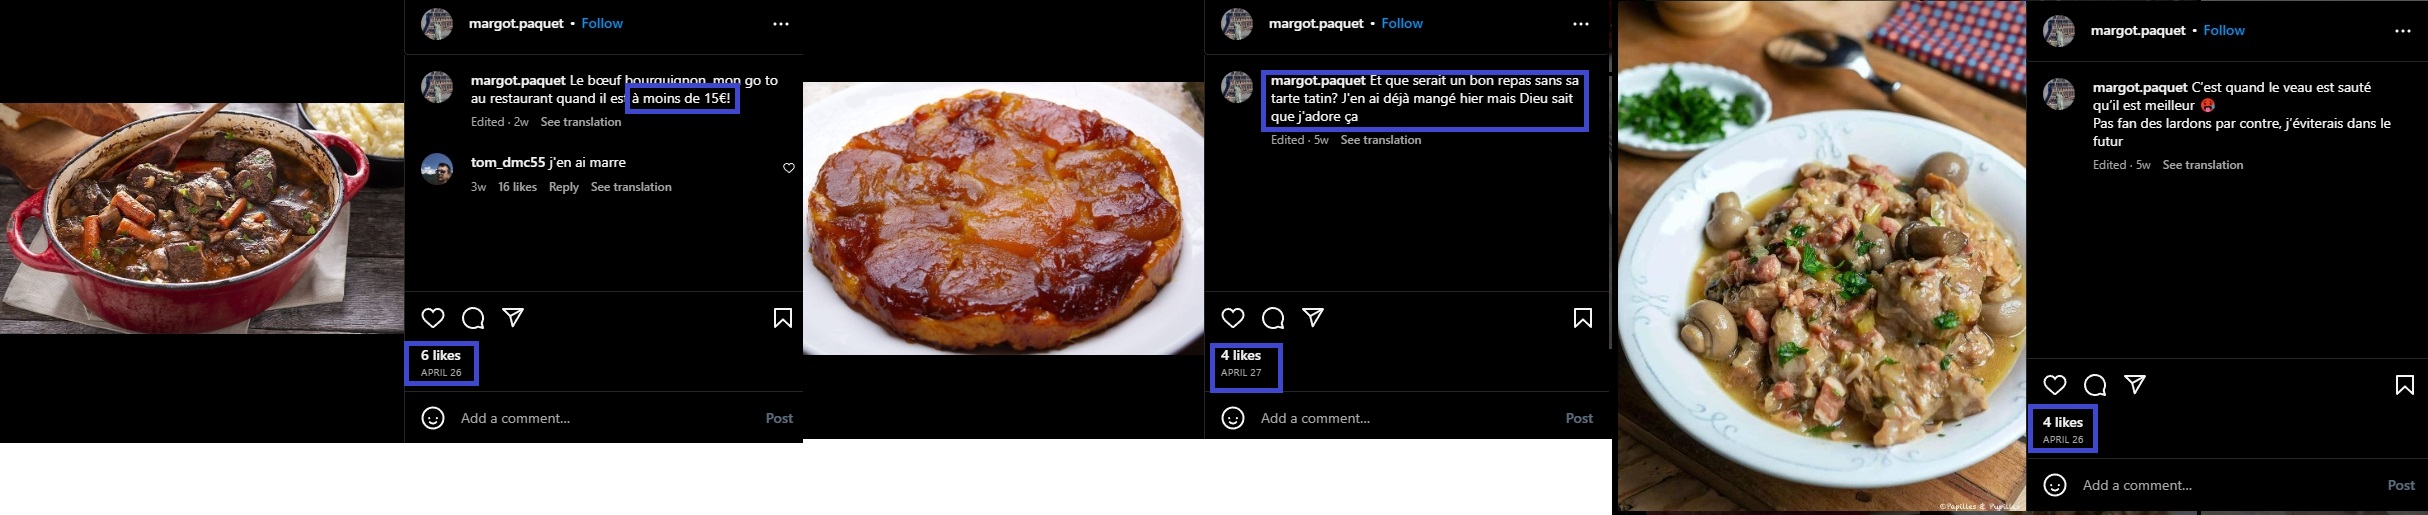 margot.paquet • Follow
margot.paquet Le bœuf bourguignon, mon go to
au restaurant quand il est à moins de 15€!
Edited · 2w See translation
tom_dmc55 j'en ai marre
3w 16 likes Reply See translation
6 likes
APRIL 26
Add a comment... Post
margot.paquet • Follow
margot.paquet Et que serait un bon repas sans sa
tarte tatin? J'en ai déjà mangé hier mais Dieu sait
que j'adore ça
Edited · 5w See translation
4 likes
APRIL 27
Add a comment... Post
©Papilles & Pupilles
margot.paquet • Follow
margot.paquet C'est quand le veau est sauté
qu'il est meilleur 🥵
Pas fan des lardons par contre, j'éviterais dans le
futur
Edited · 5w See translation
4 likes
APRIL 26
Add a comment... Post